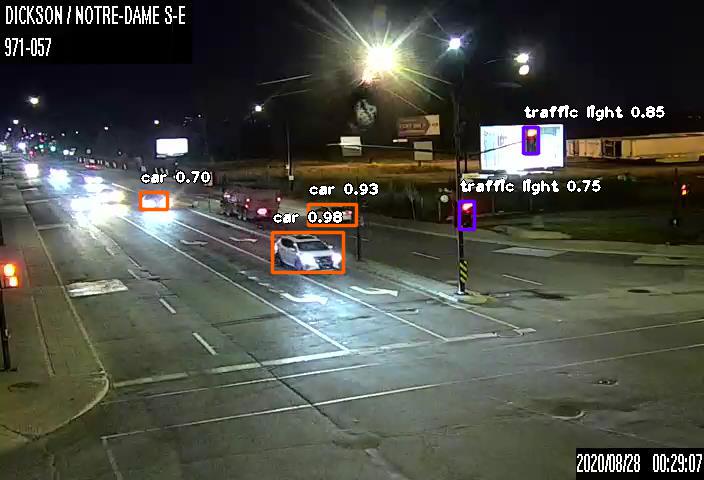 DICKSON / NOTRE-DAME S-E
971-057
traffic light 0.85
car 0.70
car 0.93
traffic light 0.75
car 0.98
2020/08/28 00:29:07